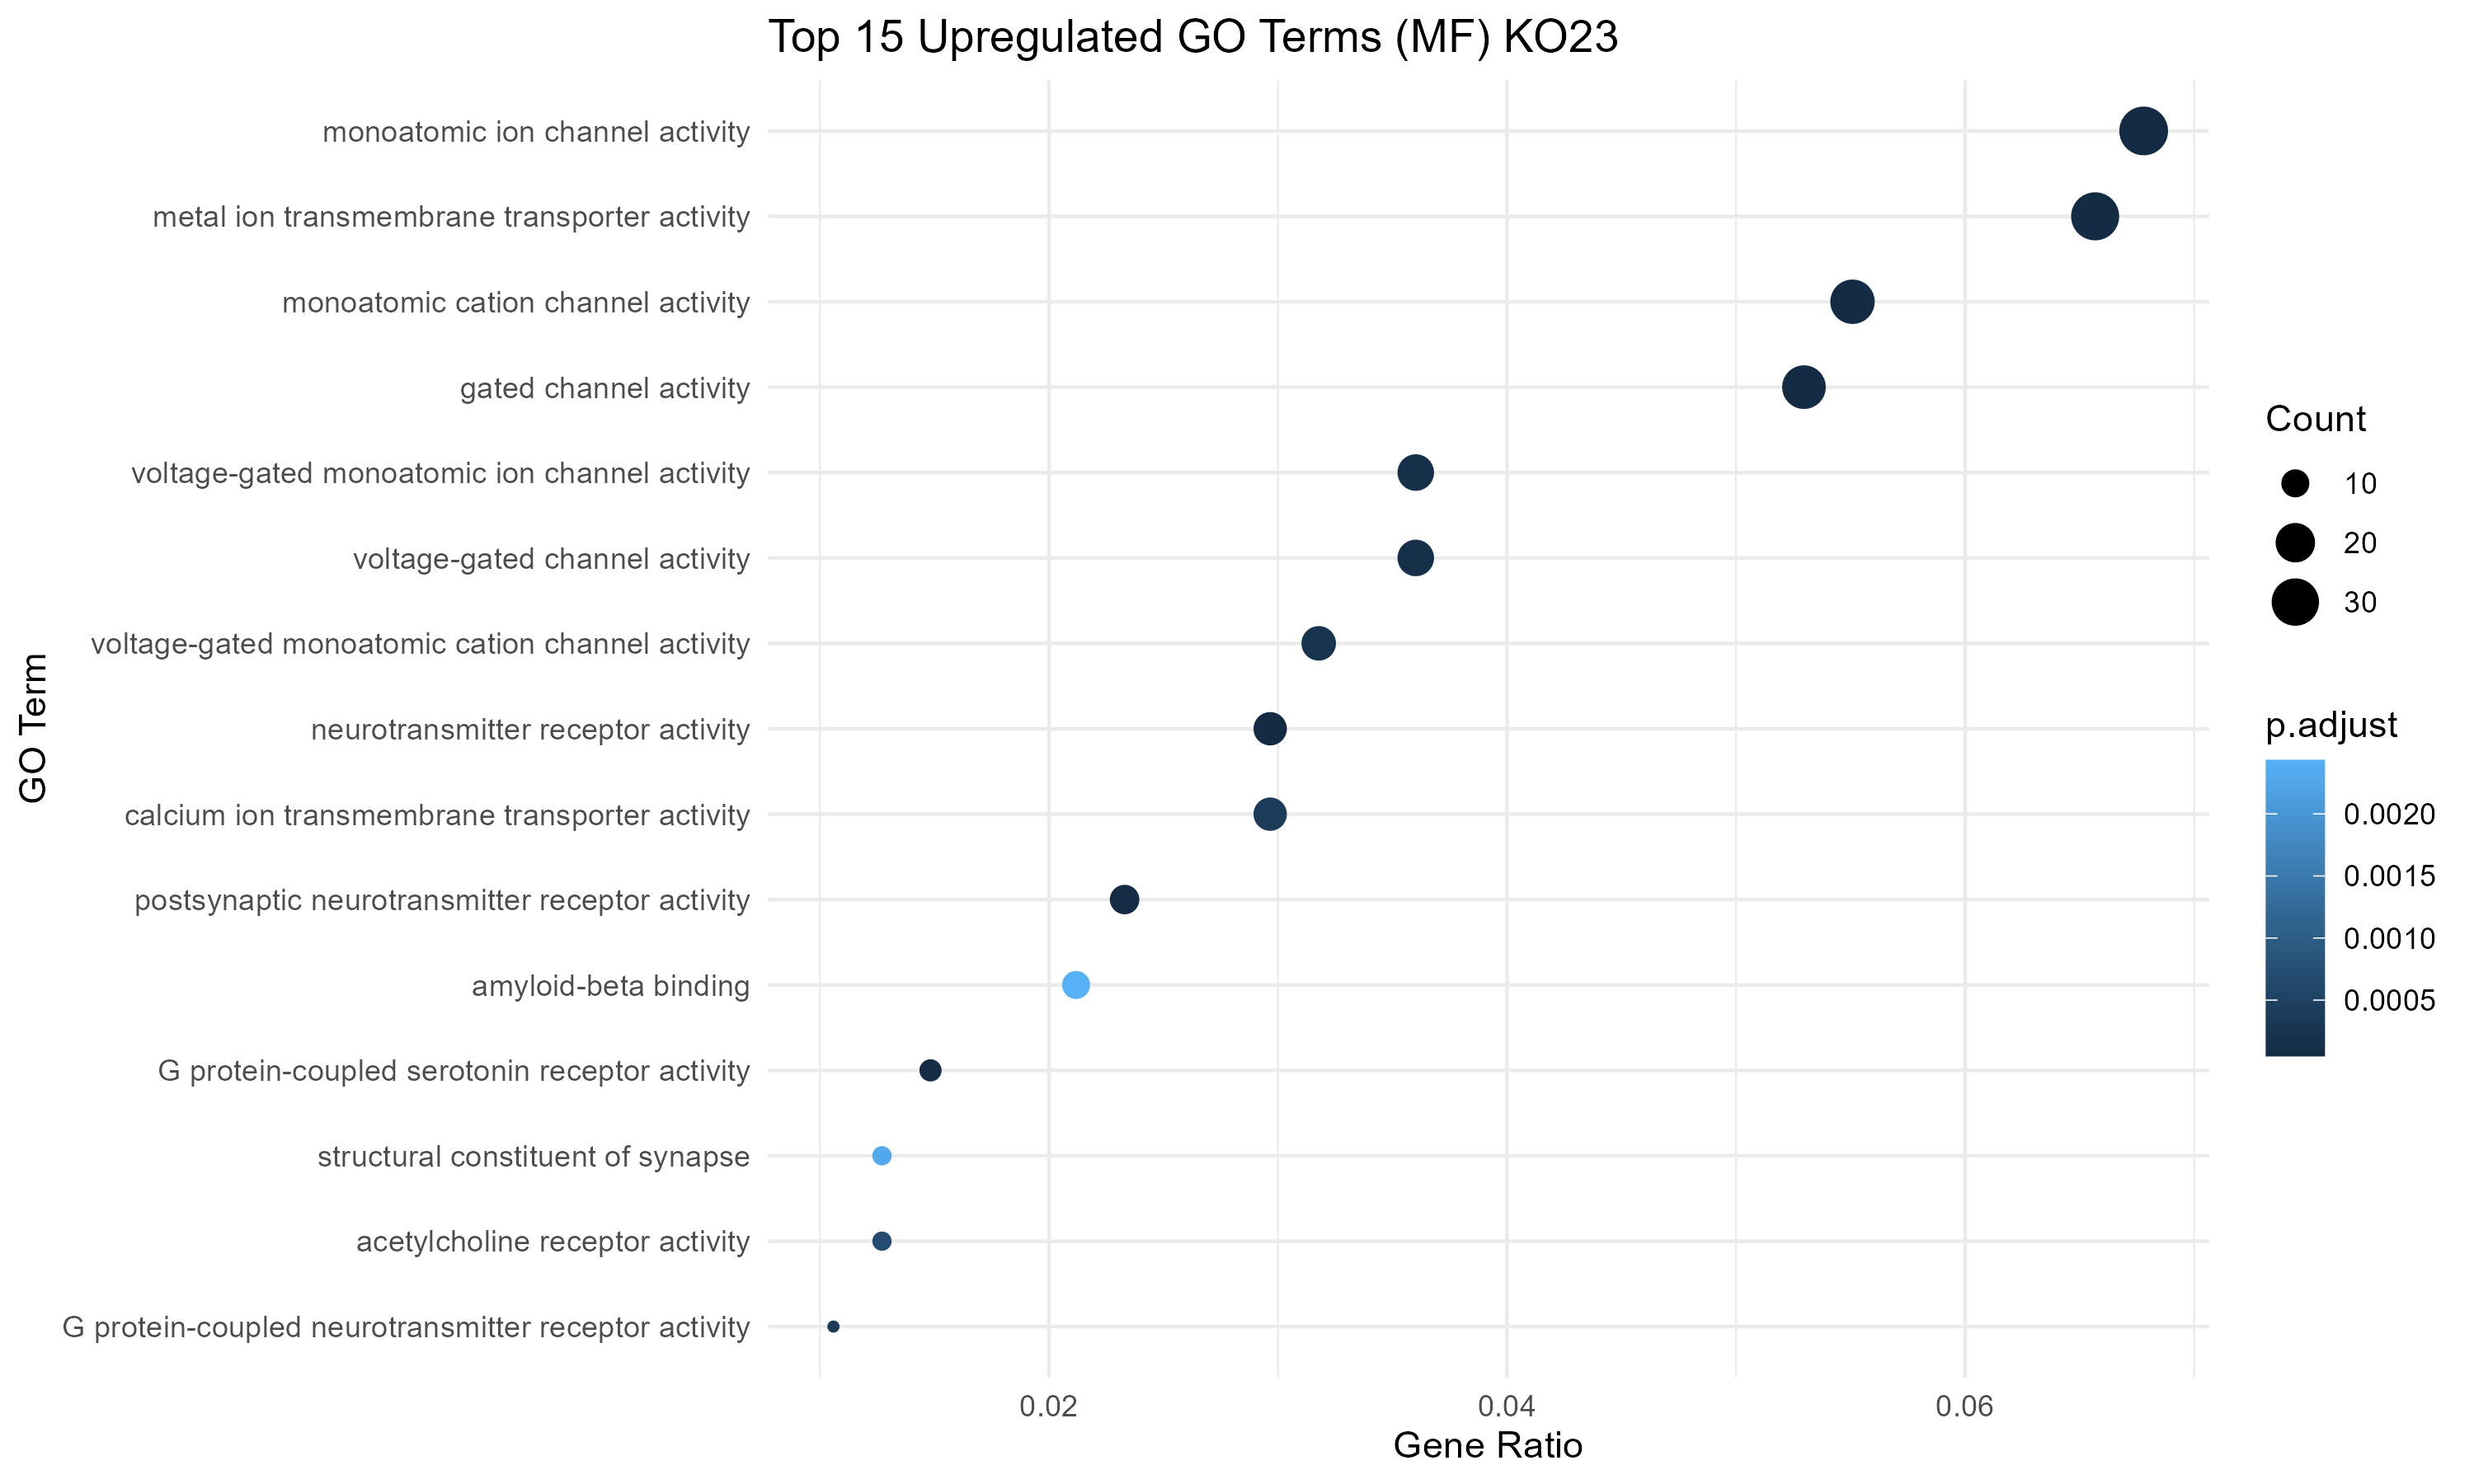 Top 15 Upregulated GO Terms (MF) KO23
GO Term
monoatomic ion channel activity
metal ion transmembrane transporter activity
monoatomic cation channel activity
gated channel activity
voltage-gated monoatomic ion channel activity
voltage-gated channel activity
voltage-gated monoatomic cation channel activity
neurotransmitter receptor activity
calcium ion transmembrane transporter activity
postsynaptic neurotransmitter receptor activity
amyloid-beta binding
G protein-coupled serotonin receptor activity
structural constituent of synapse
acetylcholine receptor activity
G protein-coupled neurotransmitter receptor activity
0.02
0.04
0.06
Gene Ratio
Count
10
20
30
p.adjust
0.0020
0.0015
0.0010
0.0005